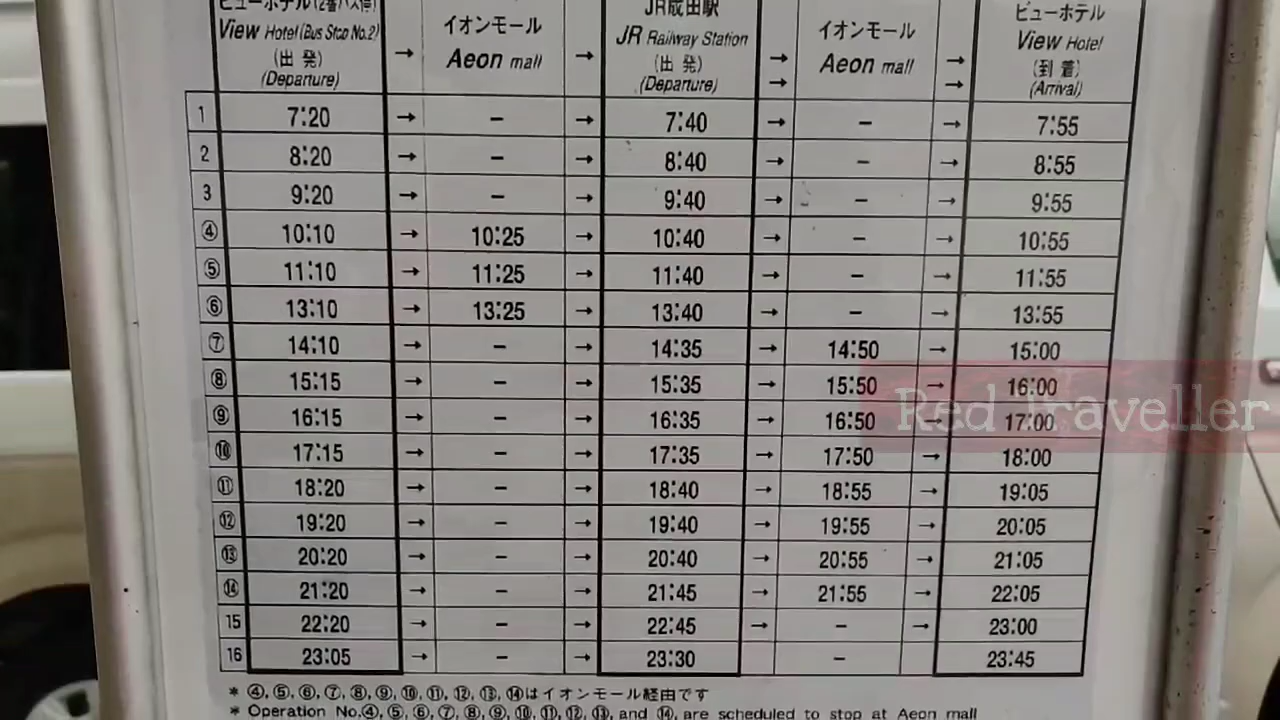 ビューホテル(2番バス停) → イオンモール → JR成田駅 → イオンモール → ビューホテル
View Hotel (Bus Stop No.2) Aeon mall JR Railway Station → Aeon mall → View Hotel
(出発) (出発) (到着)
(Departure) (Departure) (Arrival)
1 7:20 → – → 7:40 → – → 7:55
2 8:20 → – → 8:40 → – → 8:55
3 9:20 → – → 9:40 → – → 9:55
④ 10:10 → 10:25 → 10:40 → – → 10:55
⑤ 11:10 → 11:25 → 11:40 → – → 11:55
⑥ 13:10 → 13:25 → 13:40 → – → 13:55
⑦ 14:10 → – → 14:35 → 14:50 → 15:00
⑧ 15:15 → – → 15:35 → 15:50 → 16:00
⑨ 16:15 → – → 16:35 → 16:50 → 17:00
⑩ 17:15 → – → 17:35 → 17:50 → 18:00
⑪ 18:20 → – → 18:40 → 18:55 → 19:05
⑫ 19:20 → – → 19:40 → 19:55 → 20:05
⑬ 20:20 → – → 20:40 → 20:55 → 21:05
⑭ 21:20 → – → 21:45 → 21:55 → 22:05
15 22:20 → – → 22:45 → – → 23:00
16 23:05 → – → 23:30 – 23:45
* ④, ⑤, ⑥, ⑦, ⑧, ⑨, ⑩, ⑪, ⑫, ⑬, ⑭はイオンモール経由です
* Operation No.④, ⑤, ⑥, ⑦, ⑧, ⑨, ⑩, ⑪, ⑫, ⑬, and ⑭, are scheduled to stop at Aeon mall
Red Traveller